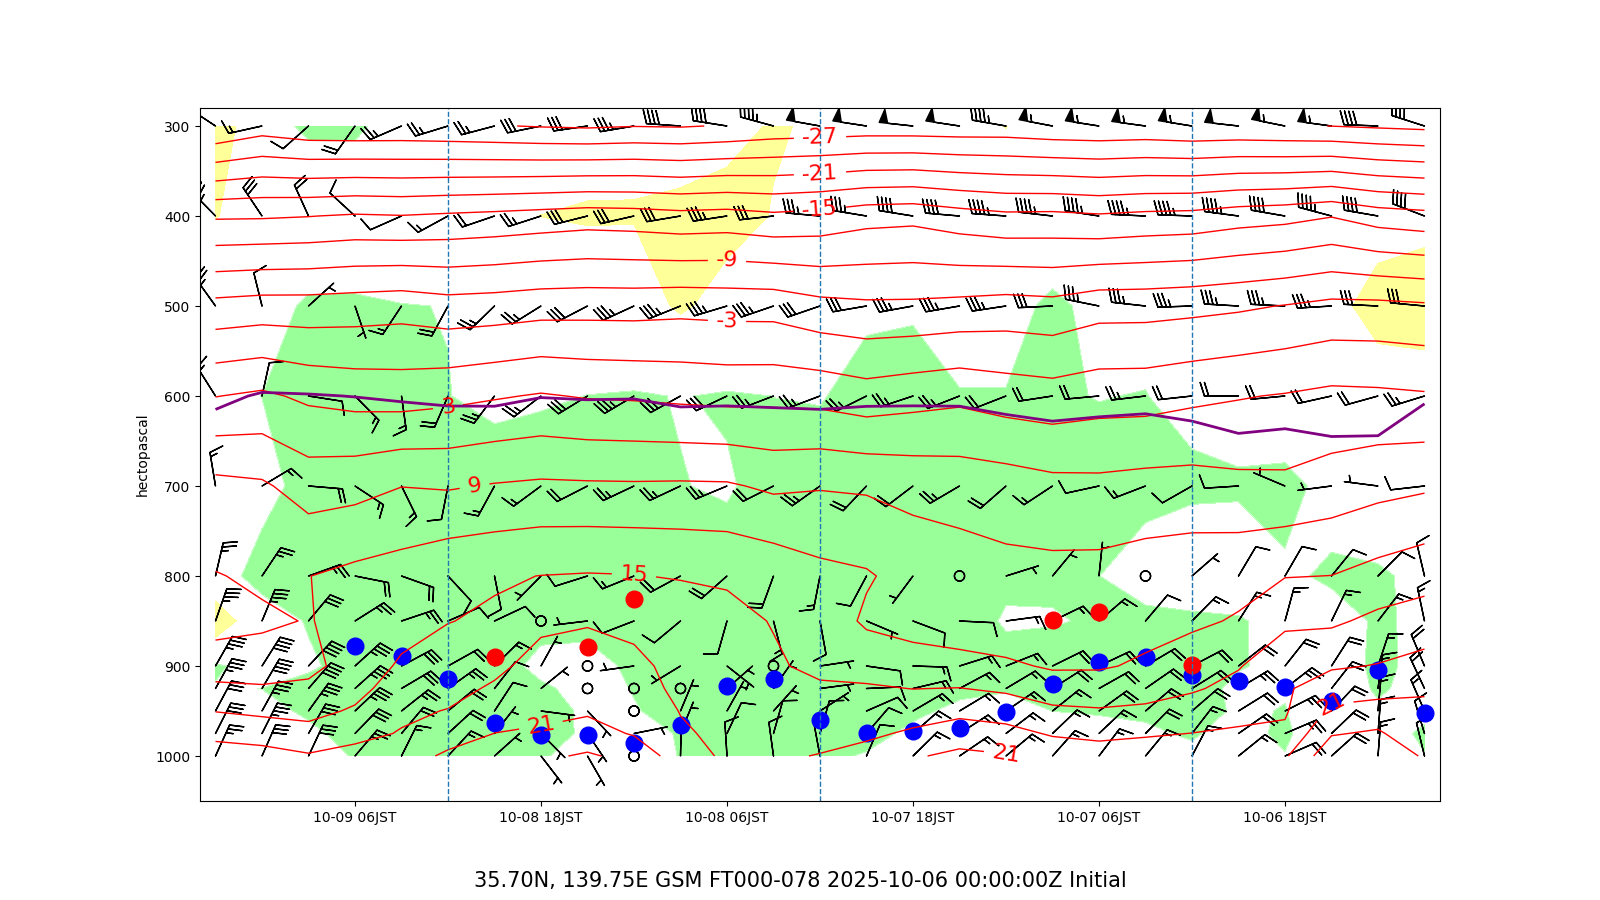 300
400
500
600
700
800
900
1000
hectopascal
-27
-21
-15
-9
-3
3
9
15
21
21
21
10-09 06JST
10-08 18JST
10-08 06JST
10-07 18JST
10-07 06JST
10-06 18JST
35.70N, 139.75E GSM FT000-078 2025-10-06 00:00:00Z Initial